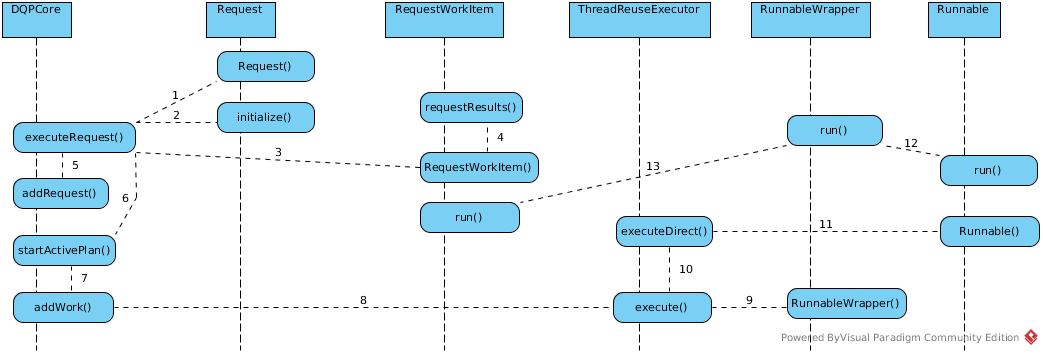 DQPCore
Request
RequestWorkItem
ThreadReuseExecutor
RunnableWrapper
Runnable
Request()
1
requestResults()
2
initialize()
executeRequest()
4
run()
12
3
13
5
RequestWorkItem()
run()
addRequest()
6
run()
11
startActivePlan()
executeDirect()
Runnable()
7
10
addWork()
8
execute()
9
RunnableWrapper()
Powered ByVisual Paradigm Community Edition